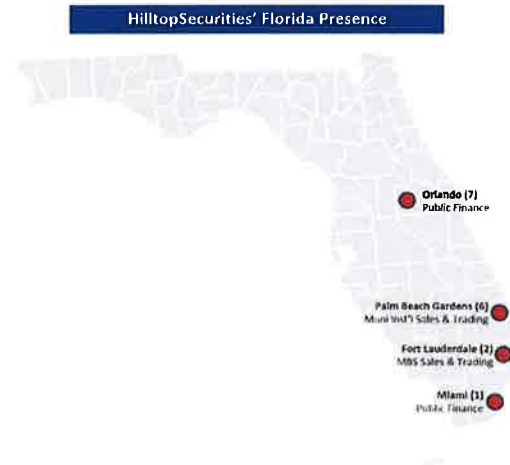 HilltopSecurities' Florida Presence
Orlando (7)
Public Finance
Palm Beach Gardens (6)
Muni Inst'l Sales & Trading
Fort Lauderdale (2)
MBS Sales & Trading
Miami (1)
Public Finance